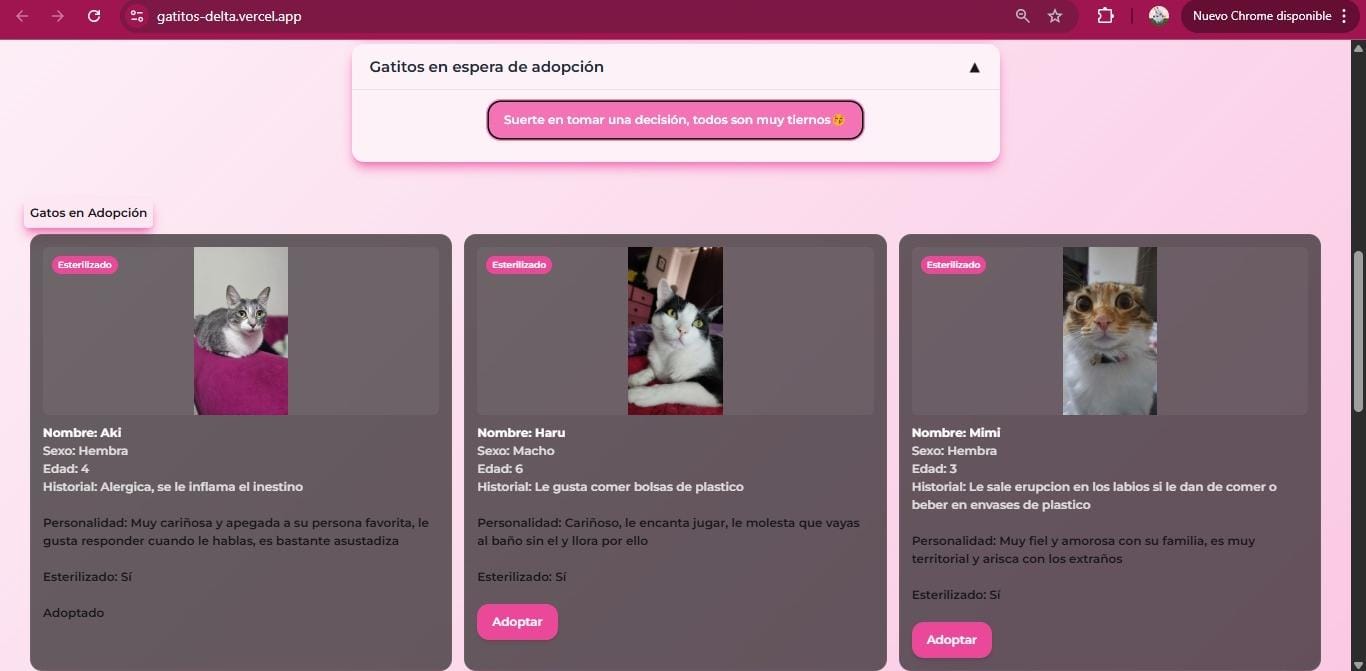 gatitos-delta.vercel.app
Nuevo Chrome disponible
Gatitos en espera de adopción
▲
Suerte en tomar una decisión, todos son muy tiernos🥳
Gatos en Adopción
Esterilizado
Nombre: Aki
Sexo: Hembra
Edad: 4
Historial: Alergica, se le inflama el inestino
Personalidad: Muy cariñosa y apegada a su persona favorita, le
gusta responder cuando le hablas, es bastante asustadiza
Esterilizado: Sí
Adoptado
Esterilizado
Nombre: Haru
Sexo: Macho
Edad: 6
Historial: Le gusta comer bolsas de plastico
Personalidad: Cariñoso, le encanta jugar, le molesta que vayas
al baño sin el y llora por ello
Esterilizado: Sí
Adoptar
Esterilizado
Nombre: Mimi
Sexo: Hembra
Edad: 3
Historial: Le sale erupcion en los labios si le dan de comer o
beber en envases de plastico
Personalidad: Muy fiel y amorosa con su familia, es muy
territorial y arisca con los extraños
Esterilizado: Sí
Adoptar